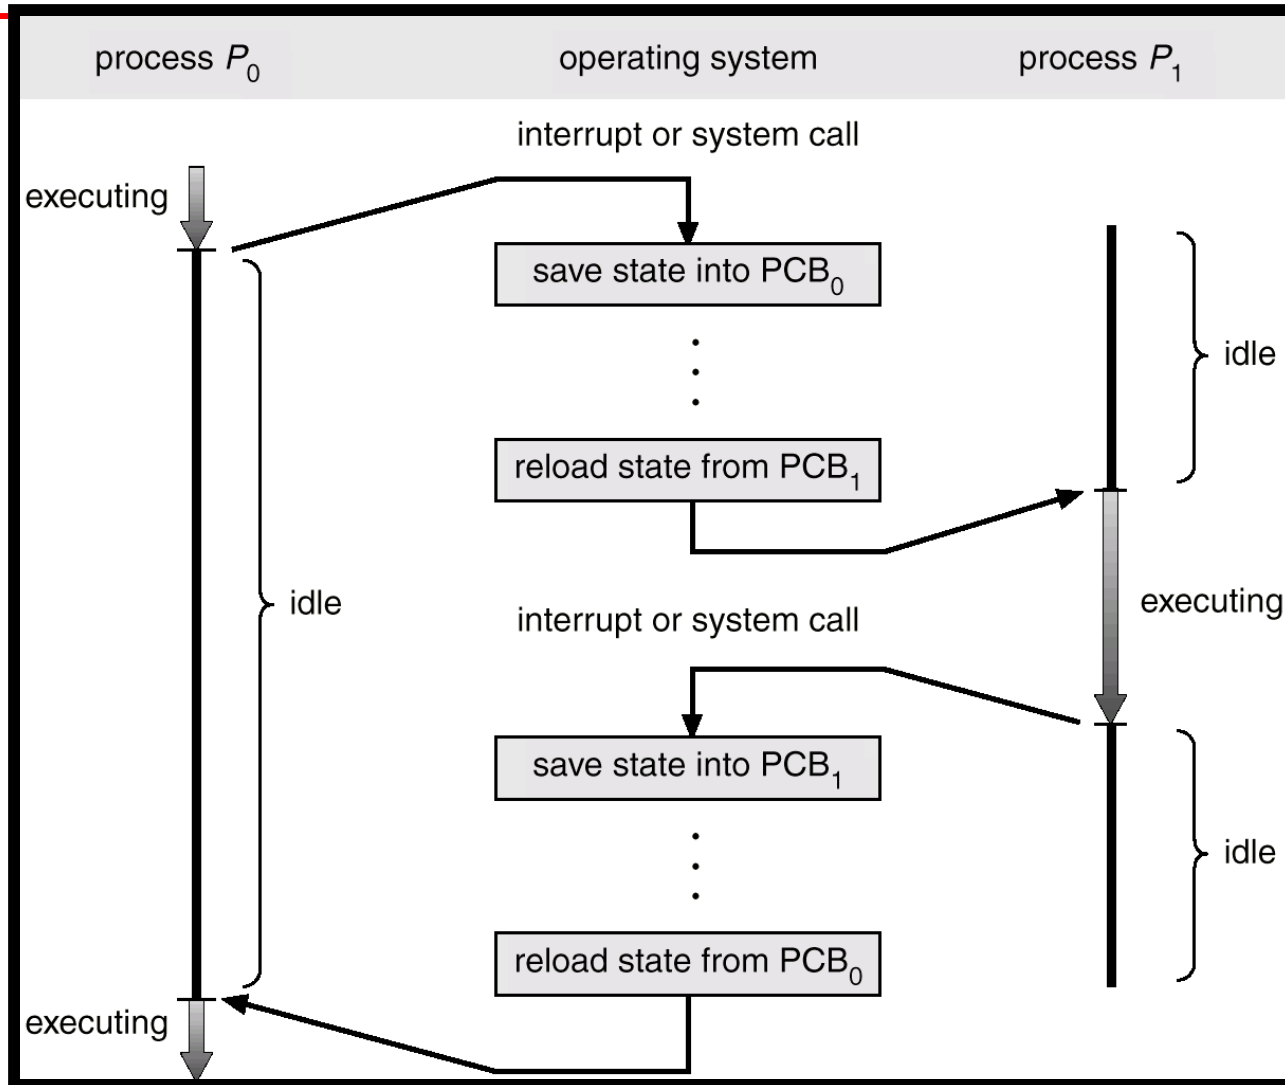 process P₀ operating system process P₁
interrupt or system call
executing
save state into PCB₀
idle
reload state from PCB₁
idle
executing
interrupt or system call
save state into PCB₁
idle
reload state from PCB₀
executing